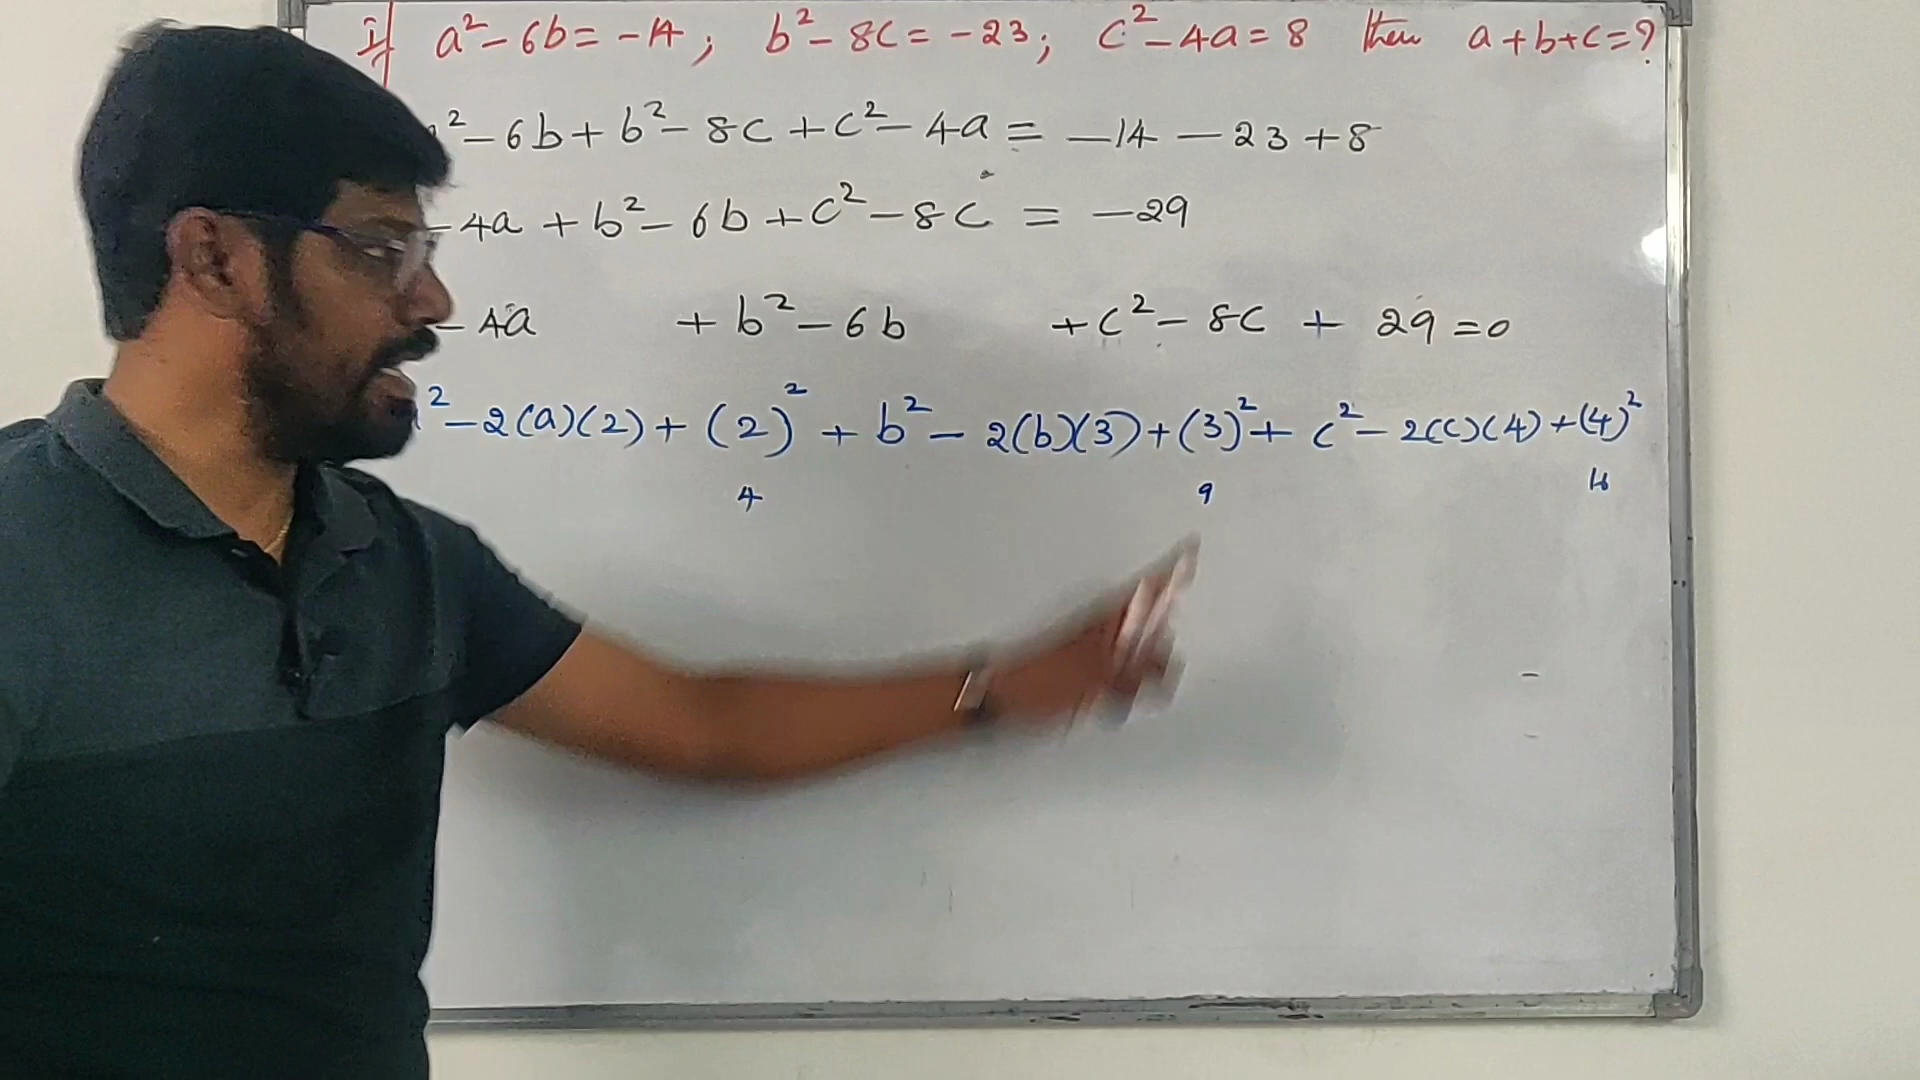 If a² - 6b = -14 ; b² - 8c = -23 ; c² - 4a = 8 then a+b+c=?
² - 6b + b² - 8c + c² - 4a = -14 - 23 + 8
- 4a + b² - 6b + c² - 8c = -29
- 4a + b² - 6b + c² - 8c + 29 = 0
² - 2(a)(2) + (2)² + b² - 2(b)(3) + (3)² + c² - 2(c)(4) + (4)²
4 9 16